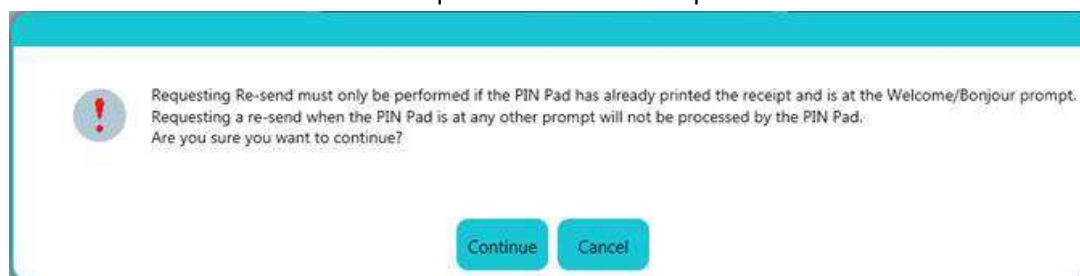 Requesting Re-send must only be performed if the PIN Pad has already printed the receipt and is at the Welcome/Bonjour prompt.
Requesting a re-send when the PIN Pad is at any other prompt will not be processed by the PIN Pad.
Are you sure you want to continue?
Continue Cancel